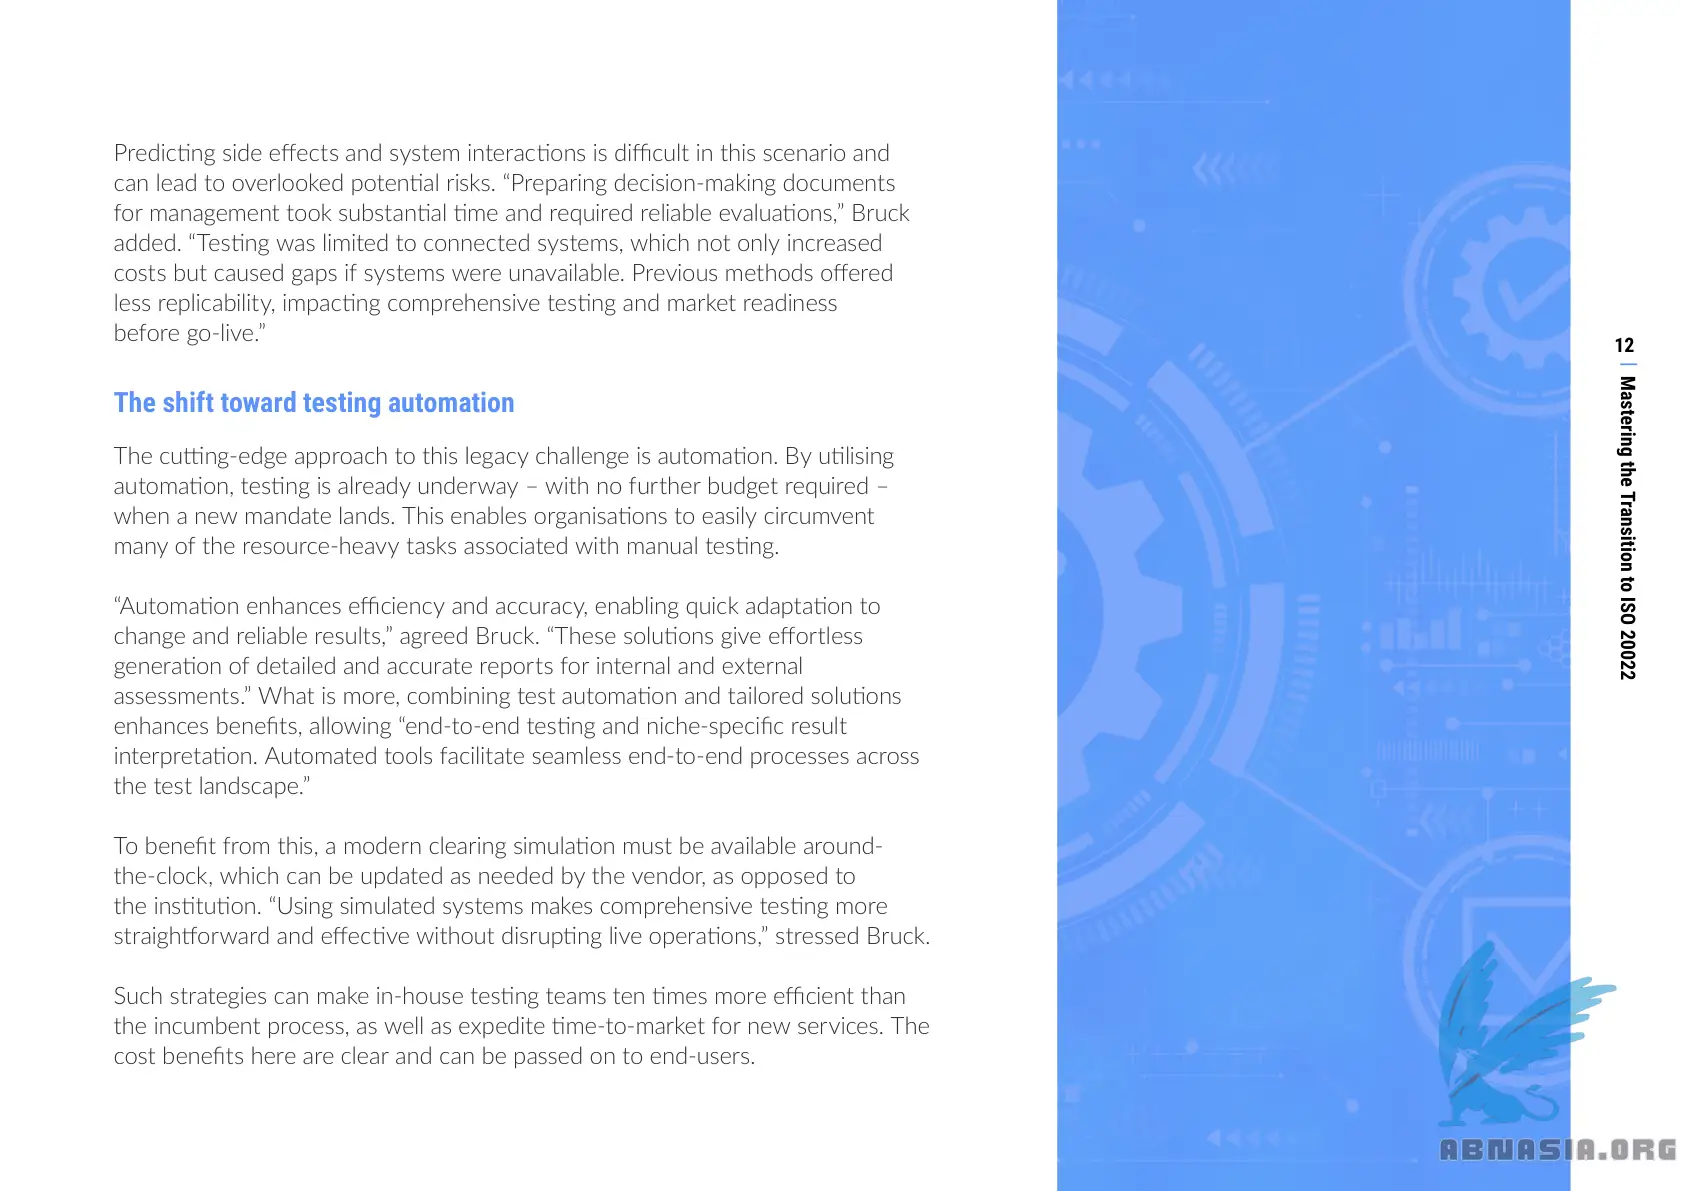 Predicting side effects and system interactions is difficult in this scenario and
can lead to overlooked potential risks. “Preparing decision-making documents
for management took substantial time and required reliable evaluations,” Bruck
added. “Testing was limited to connected systems, which not only increased
costs but caused gaps if systems were unavailable. Previous methods offered
less replicability, impacting comprehensive testing and market readiness
before go-live.”
The shift toward testing automation
The cutting-edge approach to this legacy challenge is automation. By utilising
automation, testing is already underway – with no further budget required –
when a new mandate lands. This enables organisations to easily circumvent
many of the resource-heavy tasks associated with manual testing.
“Automation enhances efficiency and accuracy, enabling quick adaptation to
change and reliable results,” agreed Bruck. “These solutions give effortless
generation of detailed and accurate reports for internal and external
assessments.” What is more, combining test automation and tailored solutions
enhances benefits, allowing “end-to-end testing and niche-specific result
interpretation. Automated tools facilitate seamless end-to-end processes across
the test landscape.”
To benefit from this, a modern clearing simulation must be available around-
the-clock, which can be updated as needed by the vendor, as opposed to
the institution. “Using simulated systems makes comprehensive testing more
straightforward and effective without disrupting live operations,” stressed Bruck.
Such strategies can make in-house testing teams ten times more efficient than
the incumbent process, as well as expedite time-to-market for new services. The
cost benefits here are clear and can be passed on to end-users.
12 | Mastering the Transition to ISO 20022
ABNASIA.ORG